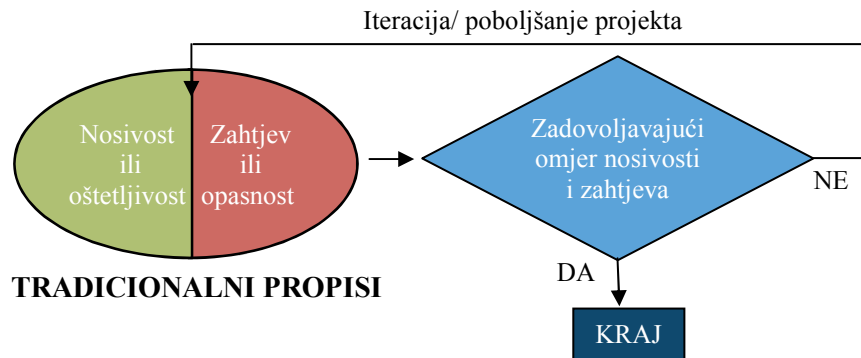 Iteracija/ poboljšanje projekta
Nosivost
ili
oštetljivost
Zahtjev
ili
opasnost
Zadovoljavajući
omjer nosivosti
i zahtjeva
NE
DA
TRADICIONALNI PROPISI
KRAJ